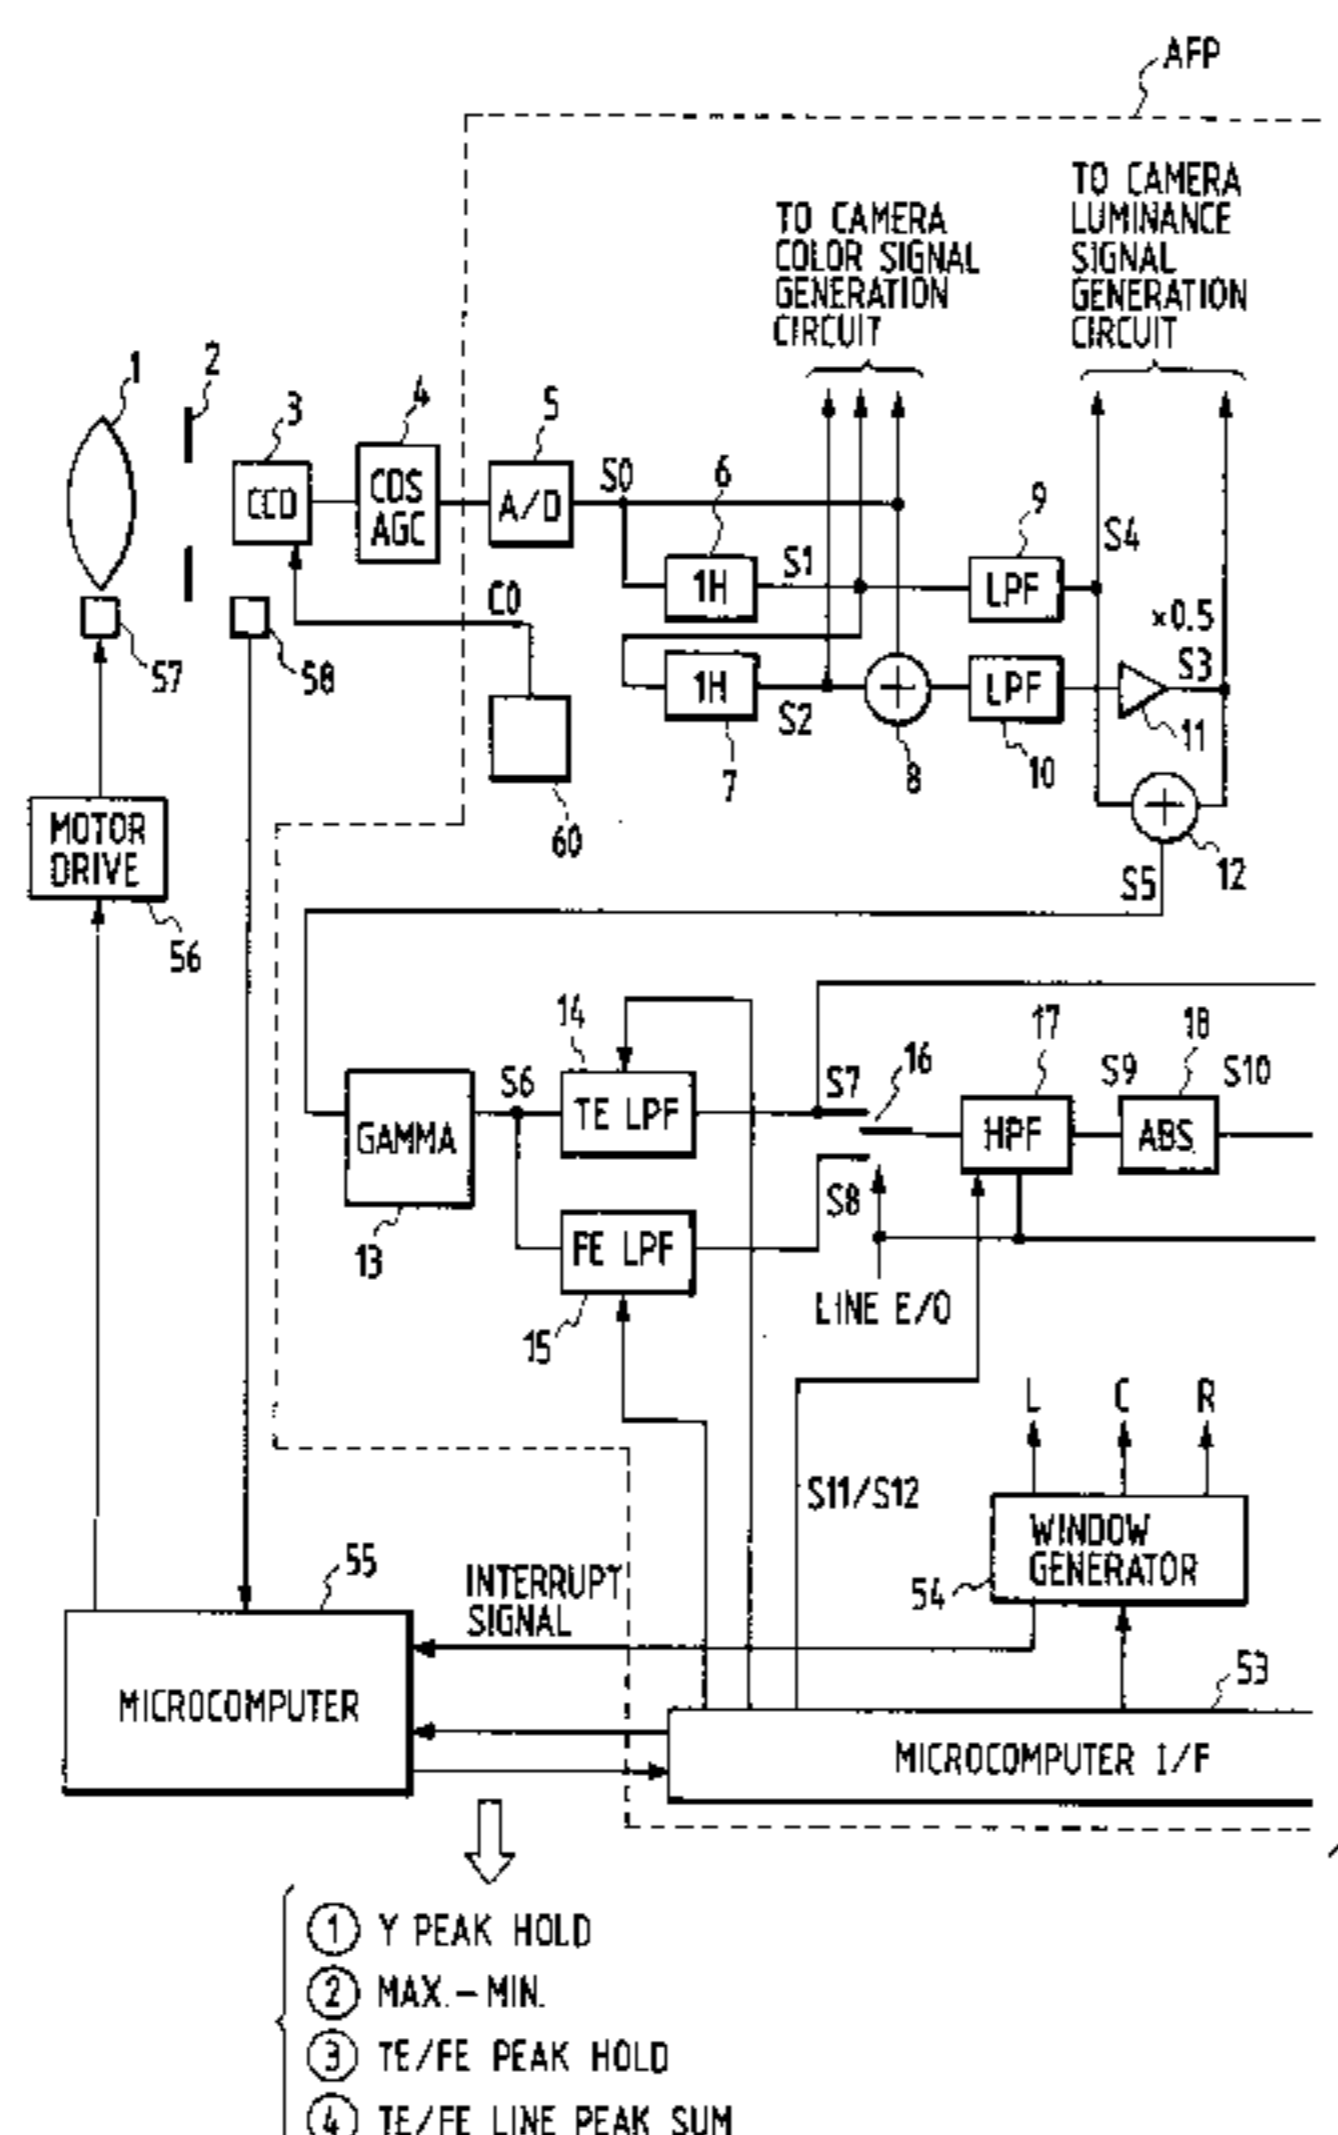 AFP
TO CAMERA
COLOR SIGNAL
GENERATION
CIRCUIT
TO CAMERA
LUMINANCE
SIGNAL
GENERATION
CIRCUIT
1
2
3
4
5
6
9
CCD
CDS
AGC
A/D
S0
1H
S1
LPF
S4
C0
×0.5
S3
57
58
1H
S2
LPF
7
8
10
11
12
60
MOTOR
DRIVE
56
S5
14
16
17
18
S6
S7
S9
S10
GAMMA
TE LPF
HPF
ABS
S8
FE LPF
13
15
LINE E/O
L
C
R
S11/S12
WINDOW
GENERATOR
54
55
INTERRUPT
SIGNAL
53
MICROCOMPUTER
MICROCOMPUTER I/F
① Y PEAK HOLD
② MAX.−MIN.
③ TE/FE PEAK HOLD
④ TE/FE LINE PEAK SUM